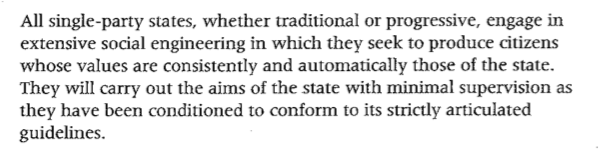 All single-party states, whether traditional or progressive, engage in
extensive social engineering in which they seek to produce citizens
whose values are consistently and automatically those of the state.
They will carry out the aims of the state with minimal supervision as
they have been conditioned to conform to its strictly articulated
guidelines.